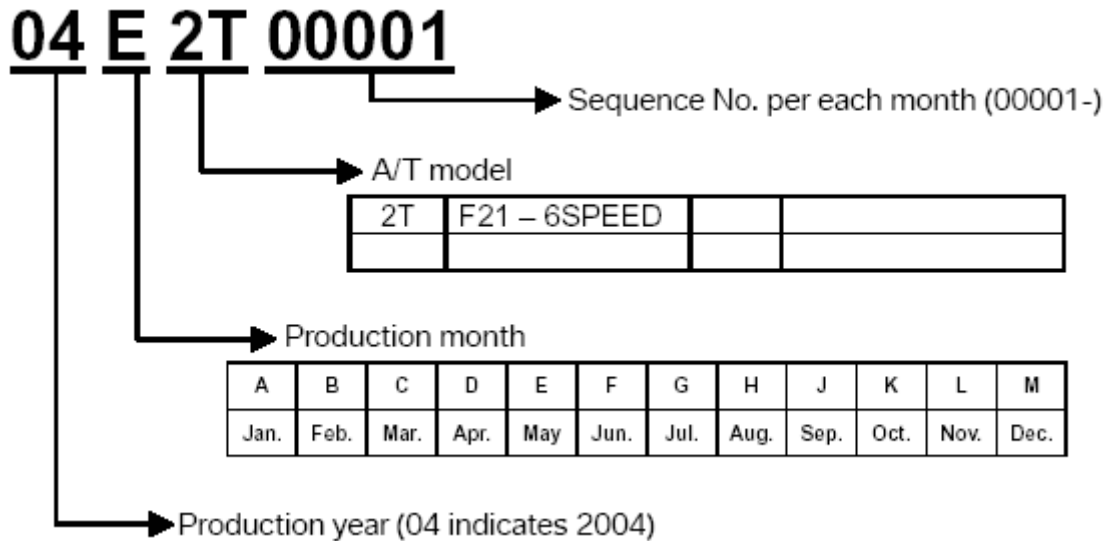 04 E 2T 00001
Sequence No. per each month (00001-)
A/T model
2T F21 – 6SPEED
Production month
A B C D E F G H J K L M
Jan. Feb. Mar. Apr. May Jun. Jul. Aug. Sep. Oct. Nov. Dec.
Production year (04 indicates 2004)